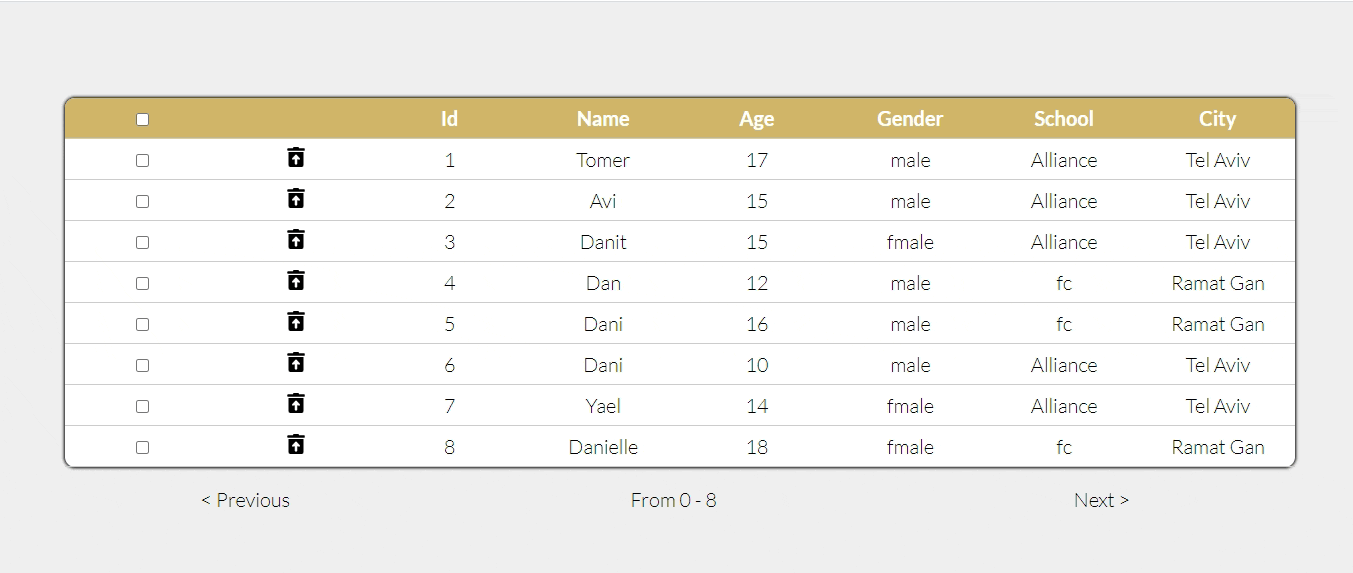 Id Name Age Gender School City
1 Tomer 17 male Alliance Tel Aviv
2 Avi 15 male Alliance Tel Aviv
3 Danit 15 fmale Alliance Tel Aviv
4 Dan 12 male fc Ramat Gan
5 Dani 16 male fc Ramat Gan
6 Dani 10 male Alliance Tel Aviv
7 Yael 14 fmale Alliance Tel Aviv
8 Danielle 18 fmale fc Ramat Gan
< Previous From 0 - 8 Next >